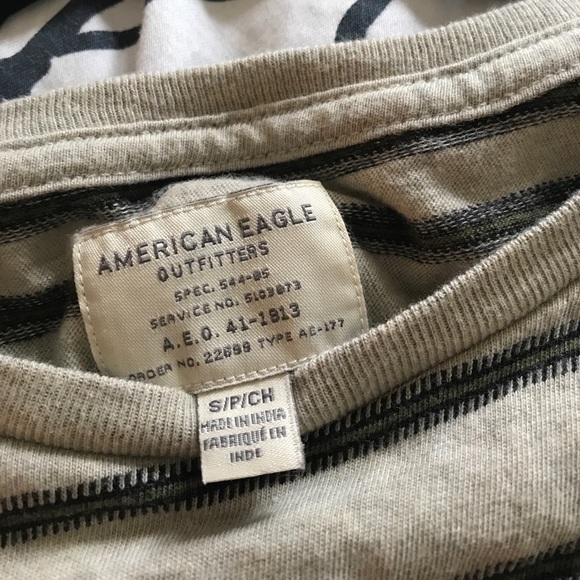 AMERICAN EAGLE
OUTFITTERS
SPEC. 544-85
SERVICE NO. 5103873
A.E.O. 41-1813
ORDER NO. 22698 TYPE AE-177
S/P/CH
MADE IN INDIA
FABRIQUÉ EN
INDE